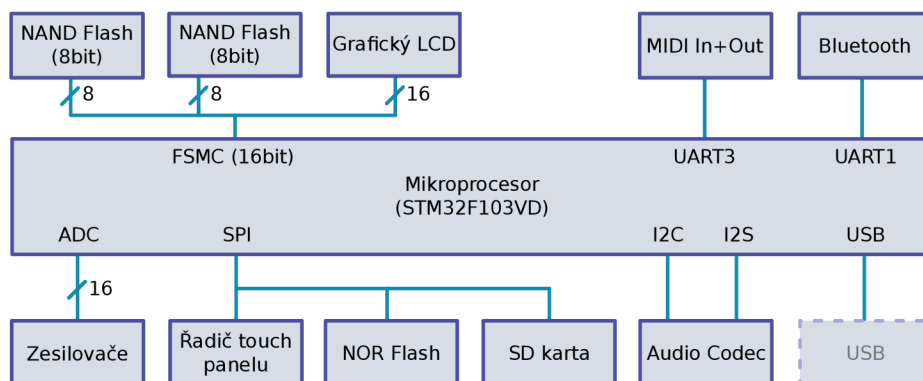 NAND Flash
(8bit)
NAND Flash
(8bit)
Grafický LCD
MIDI In+Out
Bluetooth
8
8
16
FSMC (16bit)
UART3
UART1
Mikroprocesor
(STM32F103VD)
ADC
SPI
I2C
I2S
USB
16
Zesilovače
Řadič touch
panelu
NOR Flash
SD karta
Audio Codec
USB